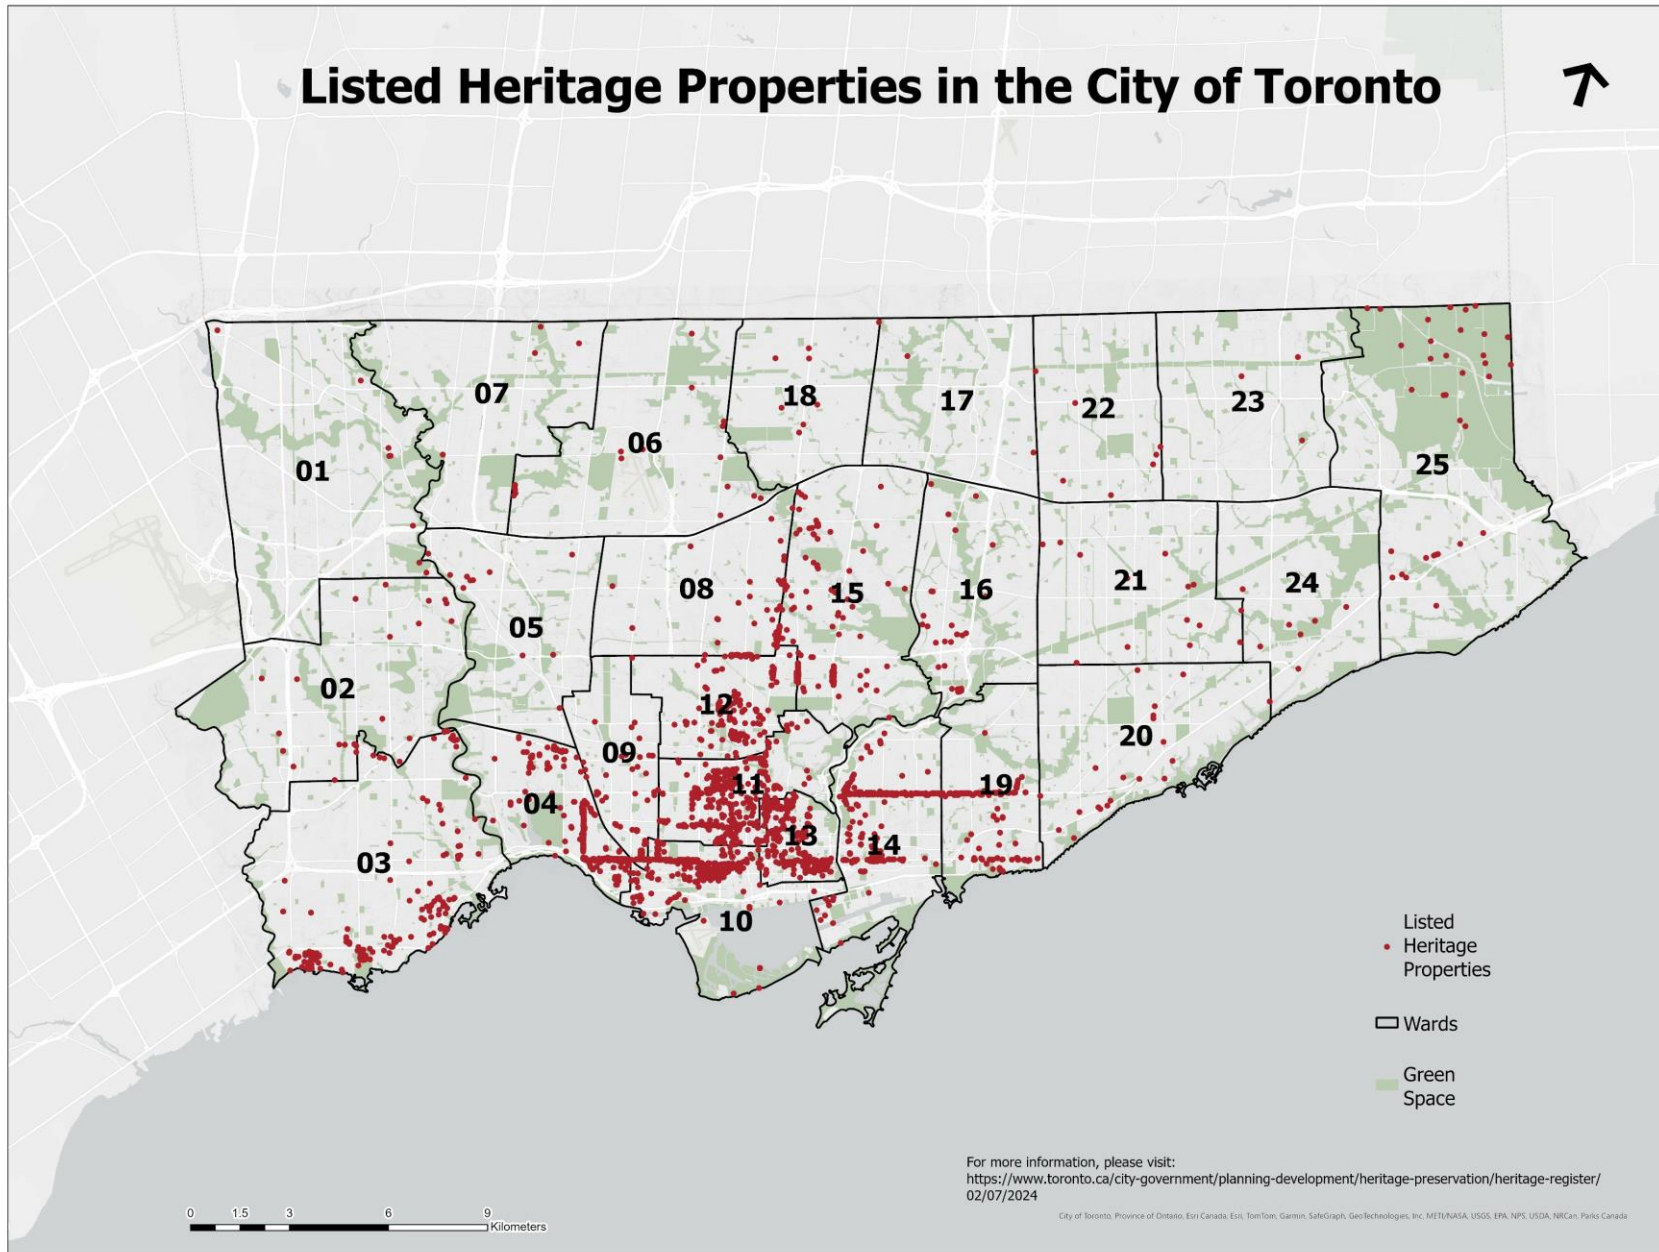 Listed Heritage Properties in the City of Toronto
07
18
17
22
23
06
01
25
08
15
16
21
24
05
02
12
09
20
11
19
04
13
14
03
10
Listed
Heritage
Properties
Wards
Green
Space
For more information, please visit:
https://www.toronto.ca/city-government/planning-development/heritage-preservation/heritage-register/
02/07/2024
0 1.5 3 6 9
Kilometers
City of Toronto, Province of Ontario, Esri Canada, Esri, TomTom, Garmin, SafeGraph, GeoTechnologies, Inc, METI/NASA, USGS, EPA, NPS, USDA, NRCan, Parks Canada